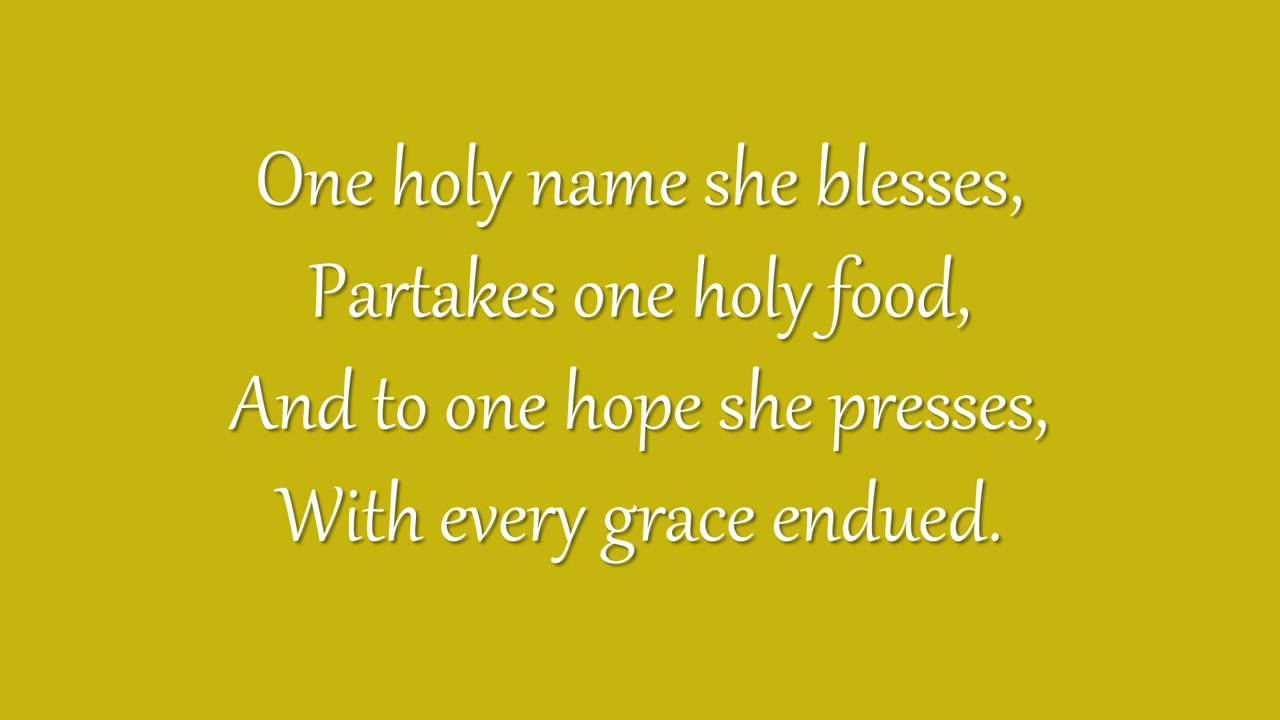 One holy name she blesses,
Partakes one holy food,
And to one hope she presses,
With every grace endued.